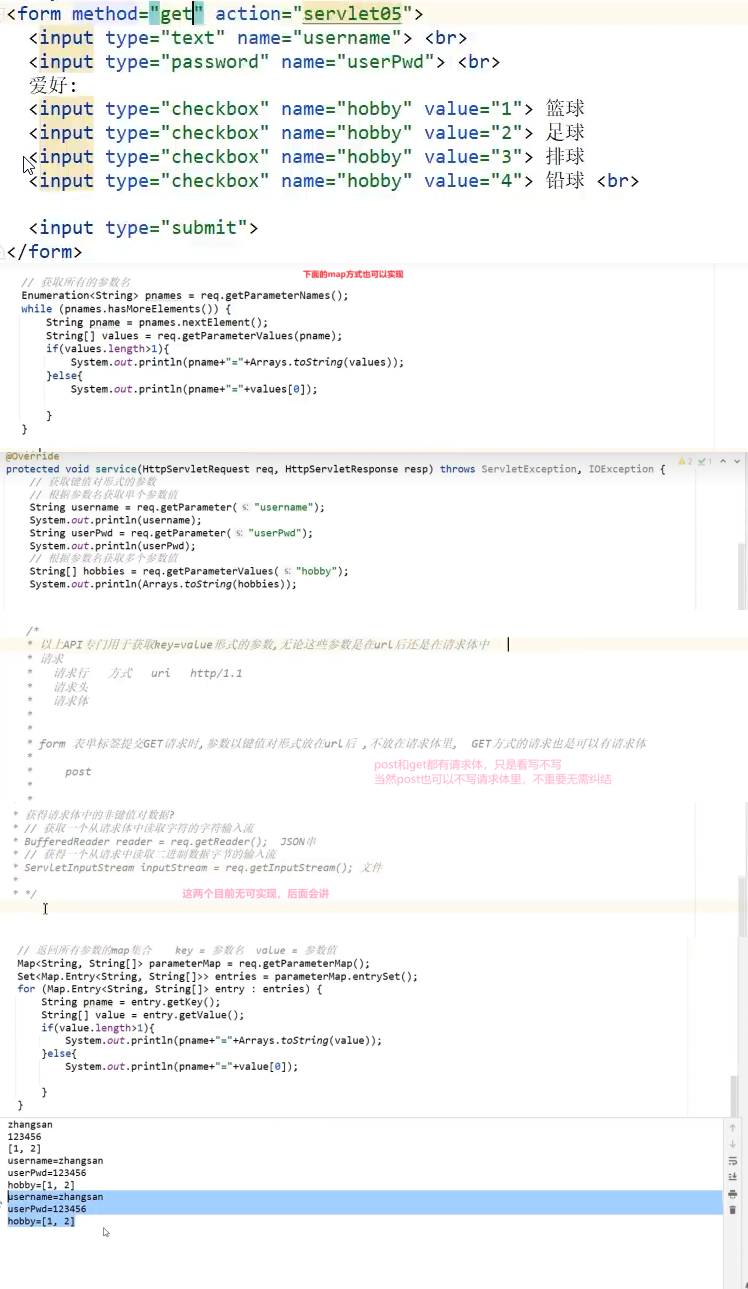 <form method="get" action="servlet05">
<input type="text" name="username"> <br>
<input type="password" name="userPwd"> <br>
爱好:
<input type="checkbox" name="hobby" value="1"> 篮球
<input type="checkbox" name="hobby" value="2"> 足球
<input type="checkbox" name="hobby" value="3"> 排球
<input type="checkbox" name="hobby" value="4"> 铅球 <br>
<input type="submit">
</form>
下面的map方式也可以实现
// 获取所有的参数名
Enumeration<String> pnames = req.getParameterNames();
while (pnames.hasMoreElements()) {
String pname = pnames.nextElement();
String[] values = req.getParameterValues(pname);
if(values.length>1){
System.out.println(pname+"="+Arrays.toString(values));
}else{
System.out.println(pname+"="+values[0]);
}
}
@Override
protected void service(HttpServletRequest req, HttpServletResponse resp) throws ServletException, IOException {
2 1
// 获取键值对形式的参数
// 根据参数名获取单个参数值
String username = req.getParameter( s: "username");
System.out.println(username);
String userPwd = req.getParameter( s: "userPwd");
System.out.println(userPwd);
// 根据参数名获取多个参数值
String[] hobbies = req.getParameterValues( s: "hobby");
System.out.println(Arrays.toString(hobbies));
/*
* 以上API专门用于获取key=value形式的参数,无论这些参数是在url后还是在请求体中
* 请求
* 请求行 方式 uri http/1.1
* 请求头
* 请求体
*
*
* form 表单标签提交GET请求时,参数以键值对形式放在url后 ,不放在请求体里, GET方式的请求也是可以有请求体
*
* post
post和get都有请求体，只是看写不写
当然post也可以不写请求体里，不重要无需纠结
*
*
* 获得请求体中的非键值对数据?
* // 获取一个从请求体中读取字符的字符输入流
* BufferedReader reader = req.getReader(); JSON串
* // 获得一个从请求中读取二进制数据字节的输入流
* ServletInputStream inputStream = req.getInputStream(); 文件
*
* */
这两个目前无可实现，后面会讲
// 返回所有参数的map集合 key = 参数名 value = 参数值
Map<String, String[]> parameterMap = req.getParameterMap();
Set<Map.Entry<String, String[]>> entries = parameterMap.entrySet();
for (Map.Entry<String, String[]> entry : entries) {
String pname = entry.getKey();
String[] value = entry.getValue();
if(value.length>1){
System.out.println(pname+"="+Arrays.toString(value));
}else{
System.out.println(pname+"="+value[0]);
}
}
zhangsan
123456
[1, 2]
username=zhangsan
userPwd=123456
hobby=[1, 2]
username=zhangsan
userPwd=123456
hobby=[1, 2]